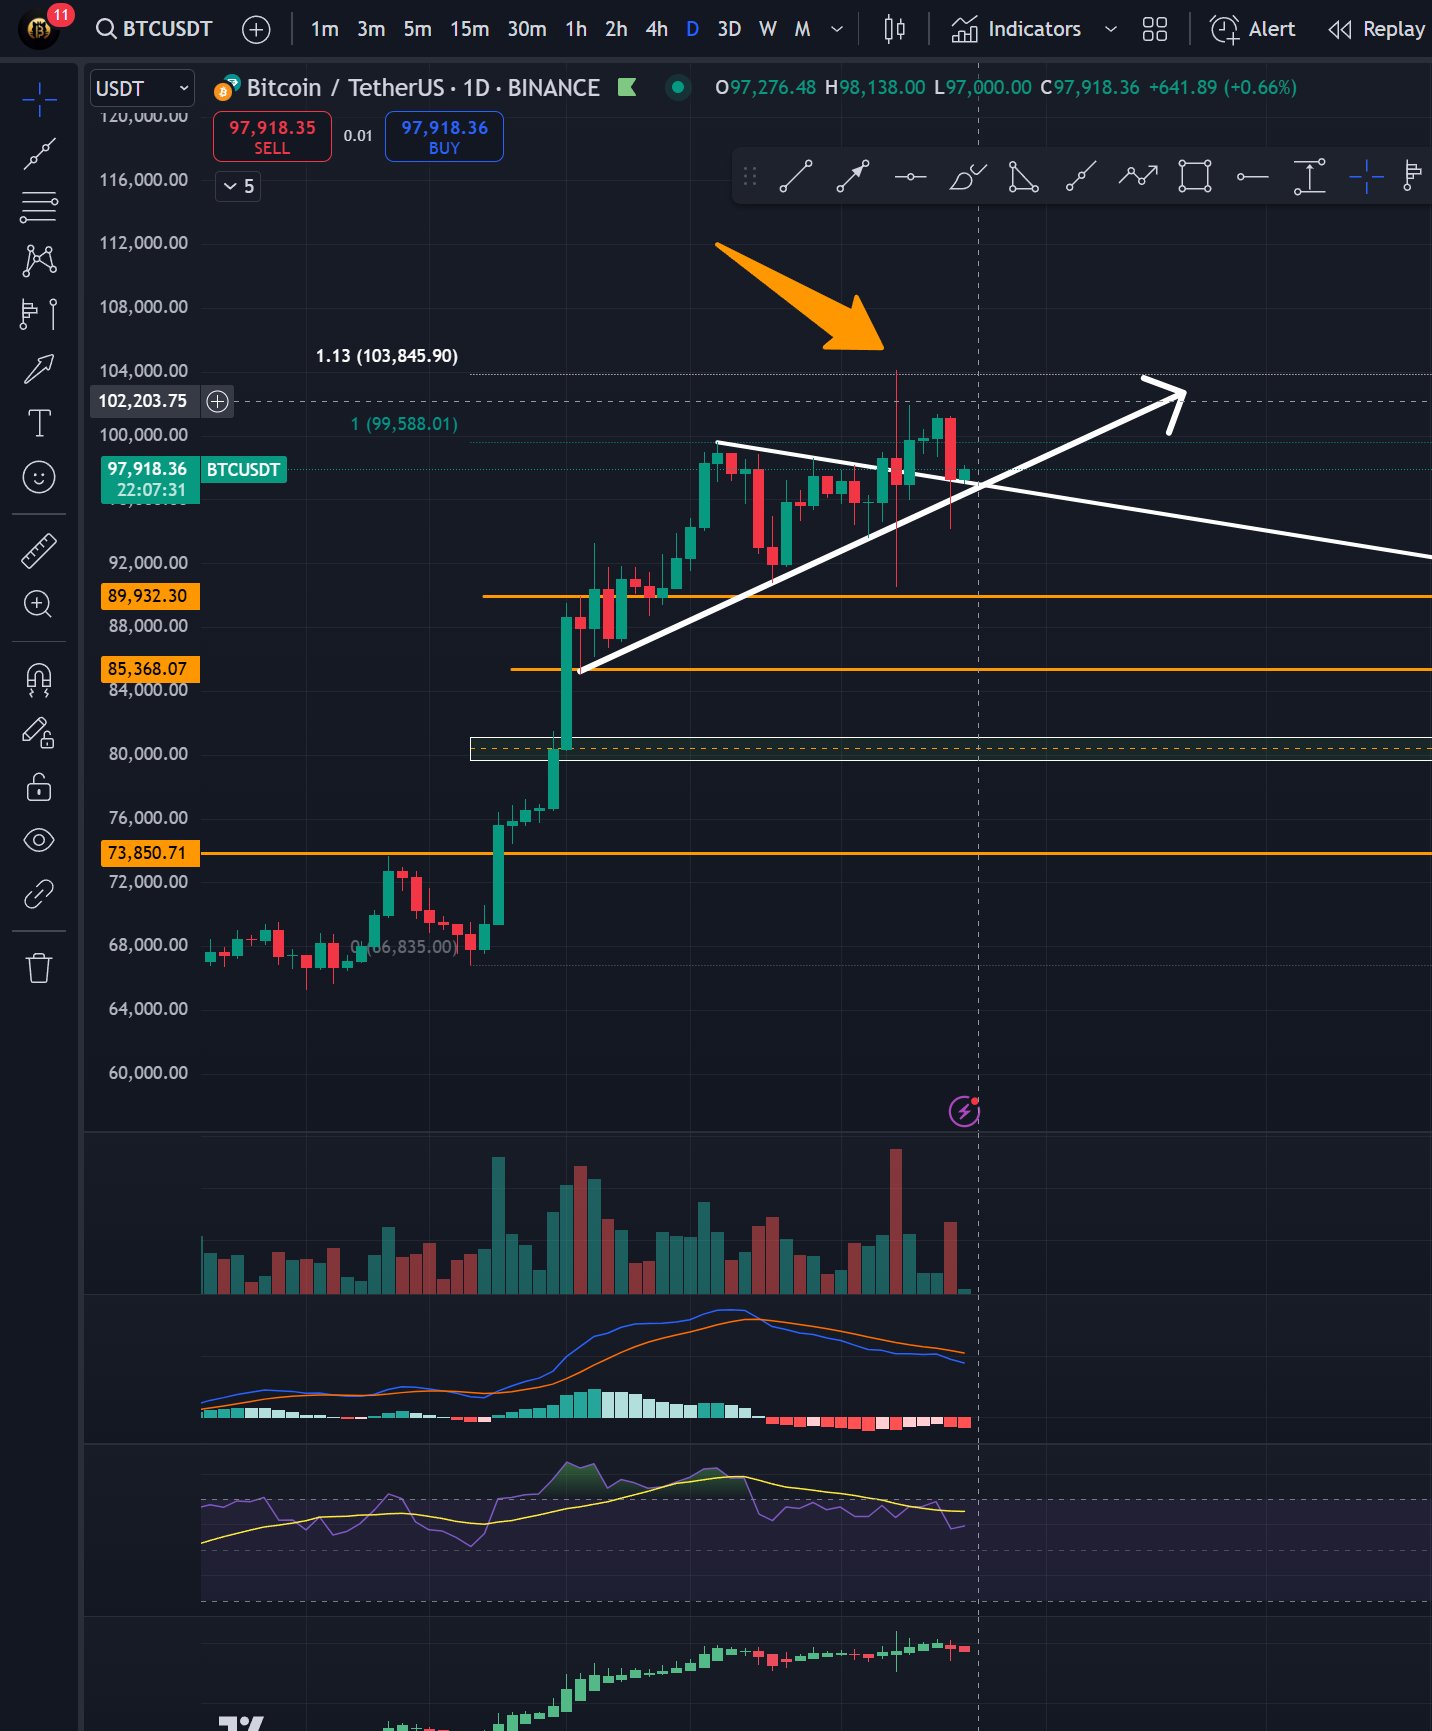 11
BTCUSDT
1m 3m 5m 15m 30m 1h 2h 4h D 3D W M
Indicators
Alert
Replay
USDT
Bitcoin / TetherUS · 1D · BINANCE
O97,276.48 H98,138.00 L97,000.00 C97,918.36 +641.89 (+0.66%)
120,000.00
97,918.35
SELL
0.01
97,918.36
BUY
5
116,000.00
112,000.00
108,000.00
1.13 (103,845.90)
104,000.00
102,203.75
1 (99,588.01)
100,000.00
97,918.36 BTCUSDT
22:07:31
92,000.00
89,932.30
88,000.00
85,368.07
84,000.00
80,000.00
76,000.00
73,850.71
72,000.00
68,000.00
0 (66,835.00)
64,000.00
60,000.00